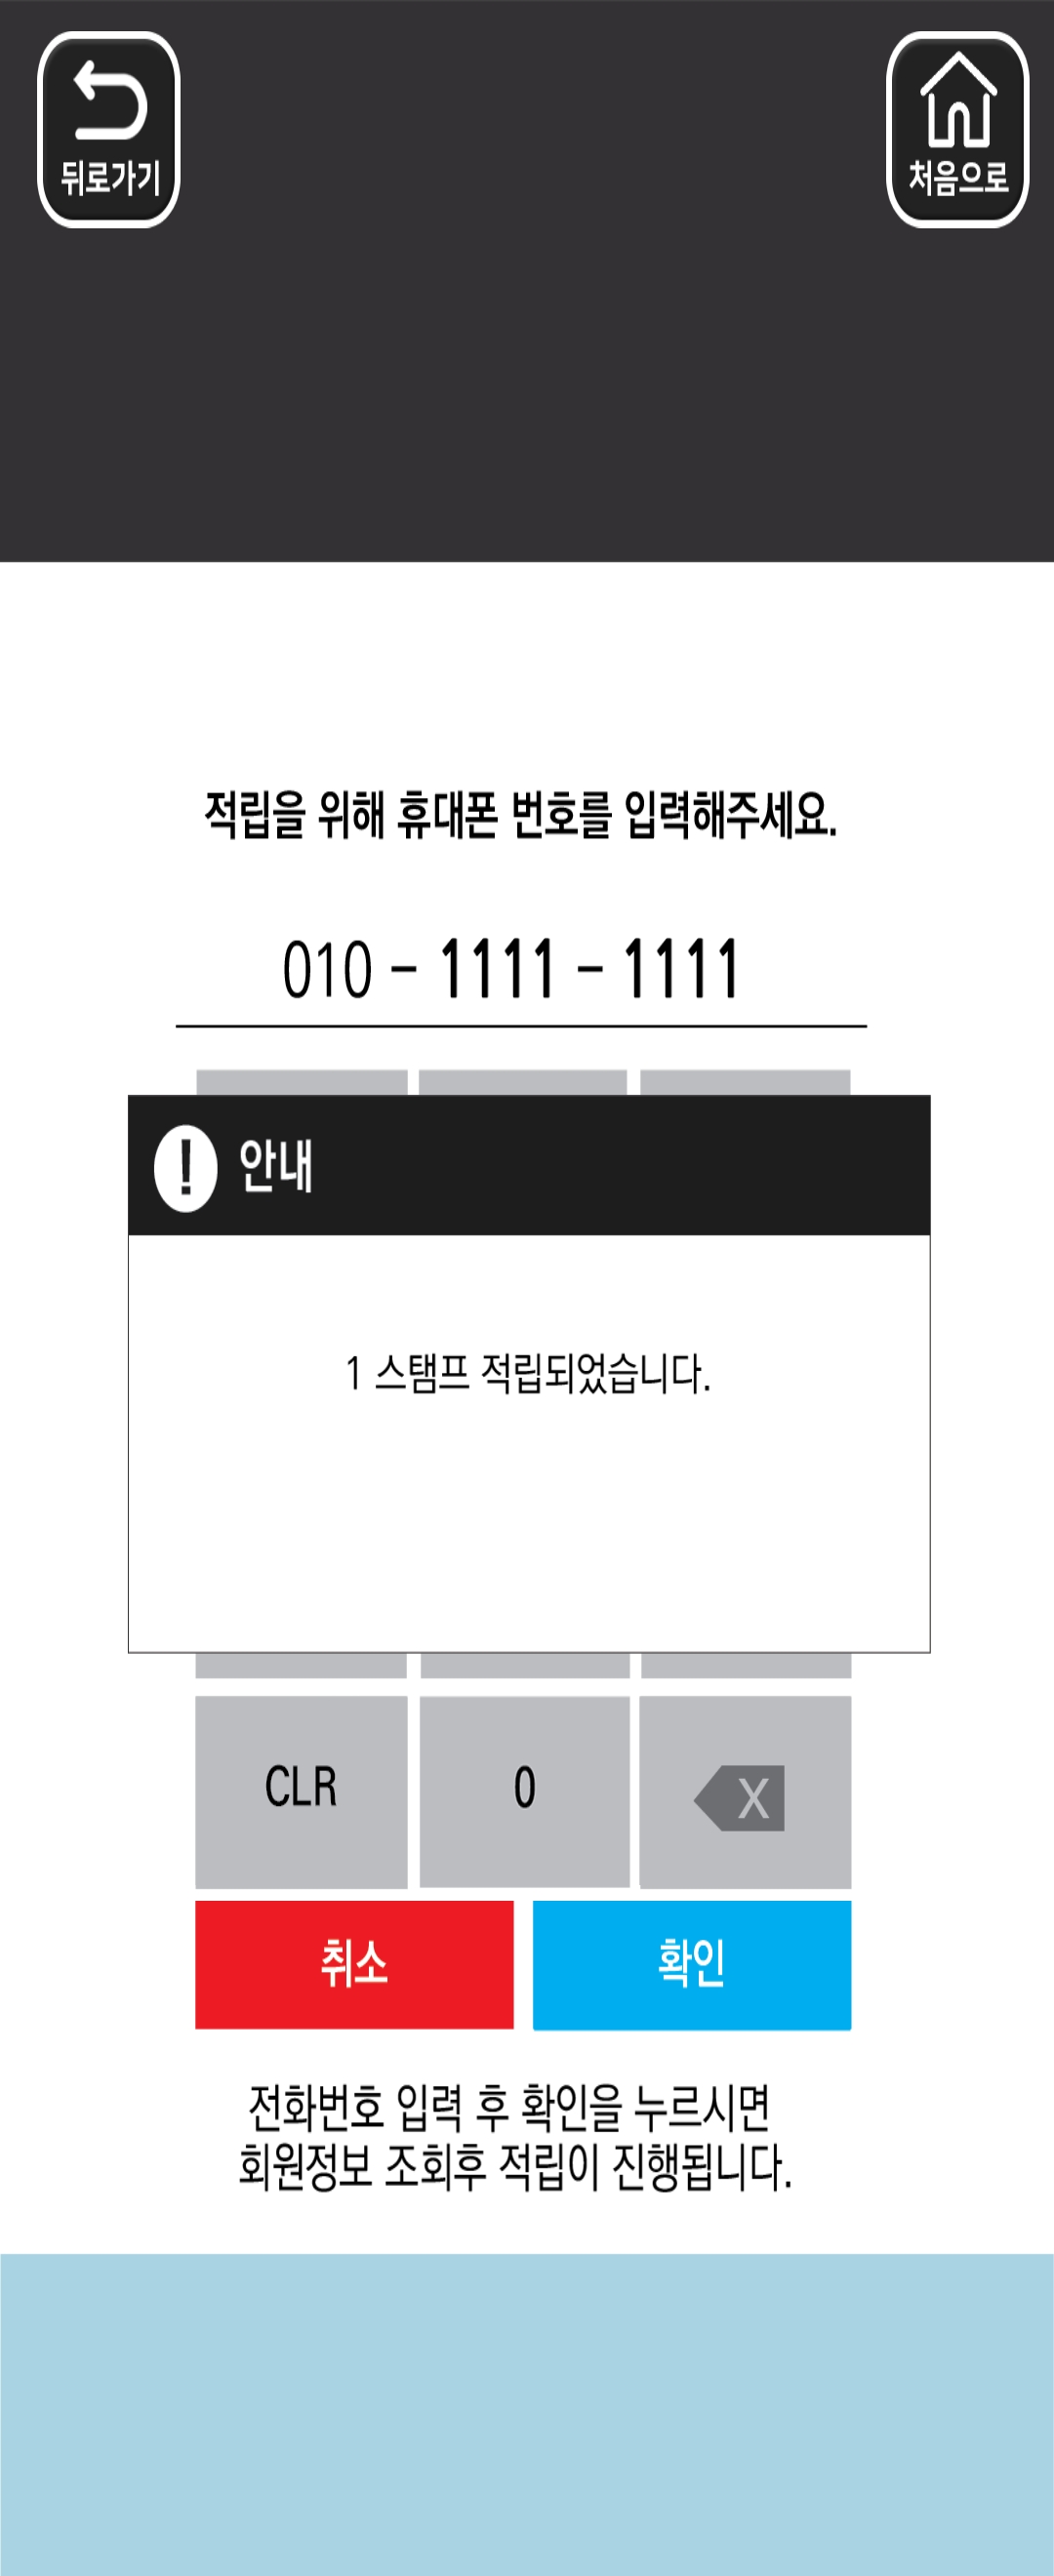 뒤로가기
처음으로
적립을 위해 휴대폰 번호를 입력해주세요.
010 - 1111 - 1111
! 안내
1 스탬프 적립되었습니다.
CLR
0
X
취소
확인
전화번호 입력 후 확인을 누르시면
회원정보 조회후 적립이 진행됩니다.